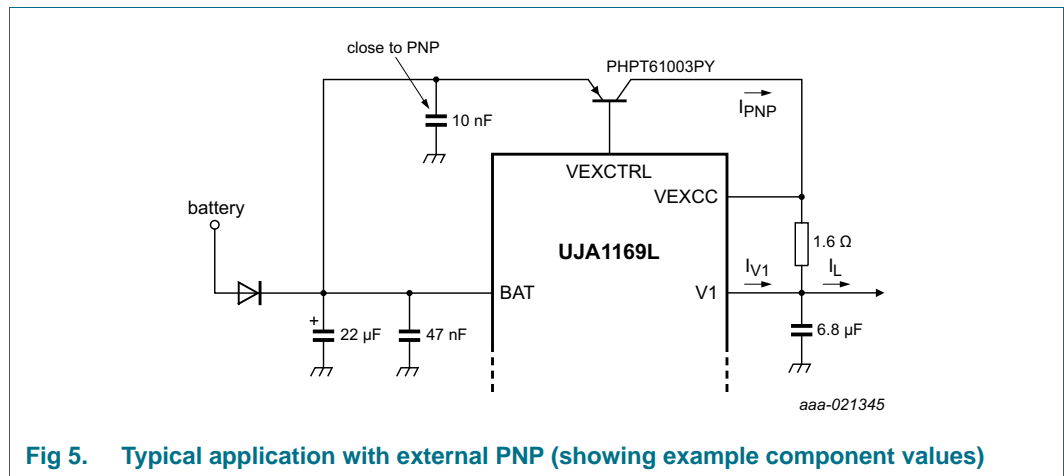 close to PNP
PHPT61003PY
10 nF
IPNP
VEXCTRL
VEXCC
battery
1.6 Ω
UJA1169L
IV1
IL
BAT
V1
+
22 μF
47 nF
6.8 μF
aaa-021345
Fig 5. Typical application with external PNP (showing example component values)